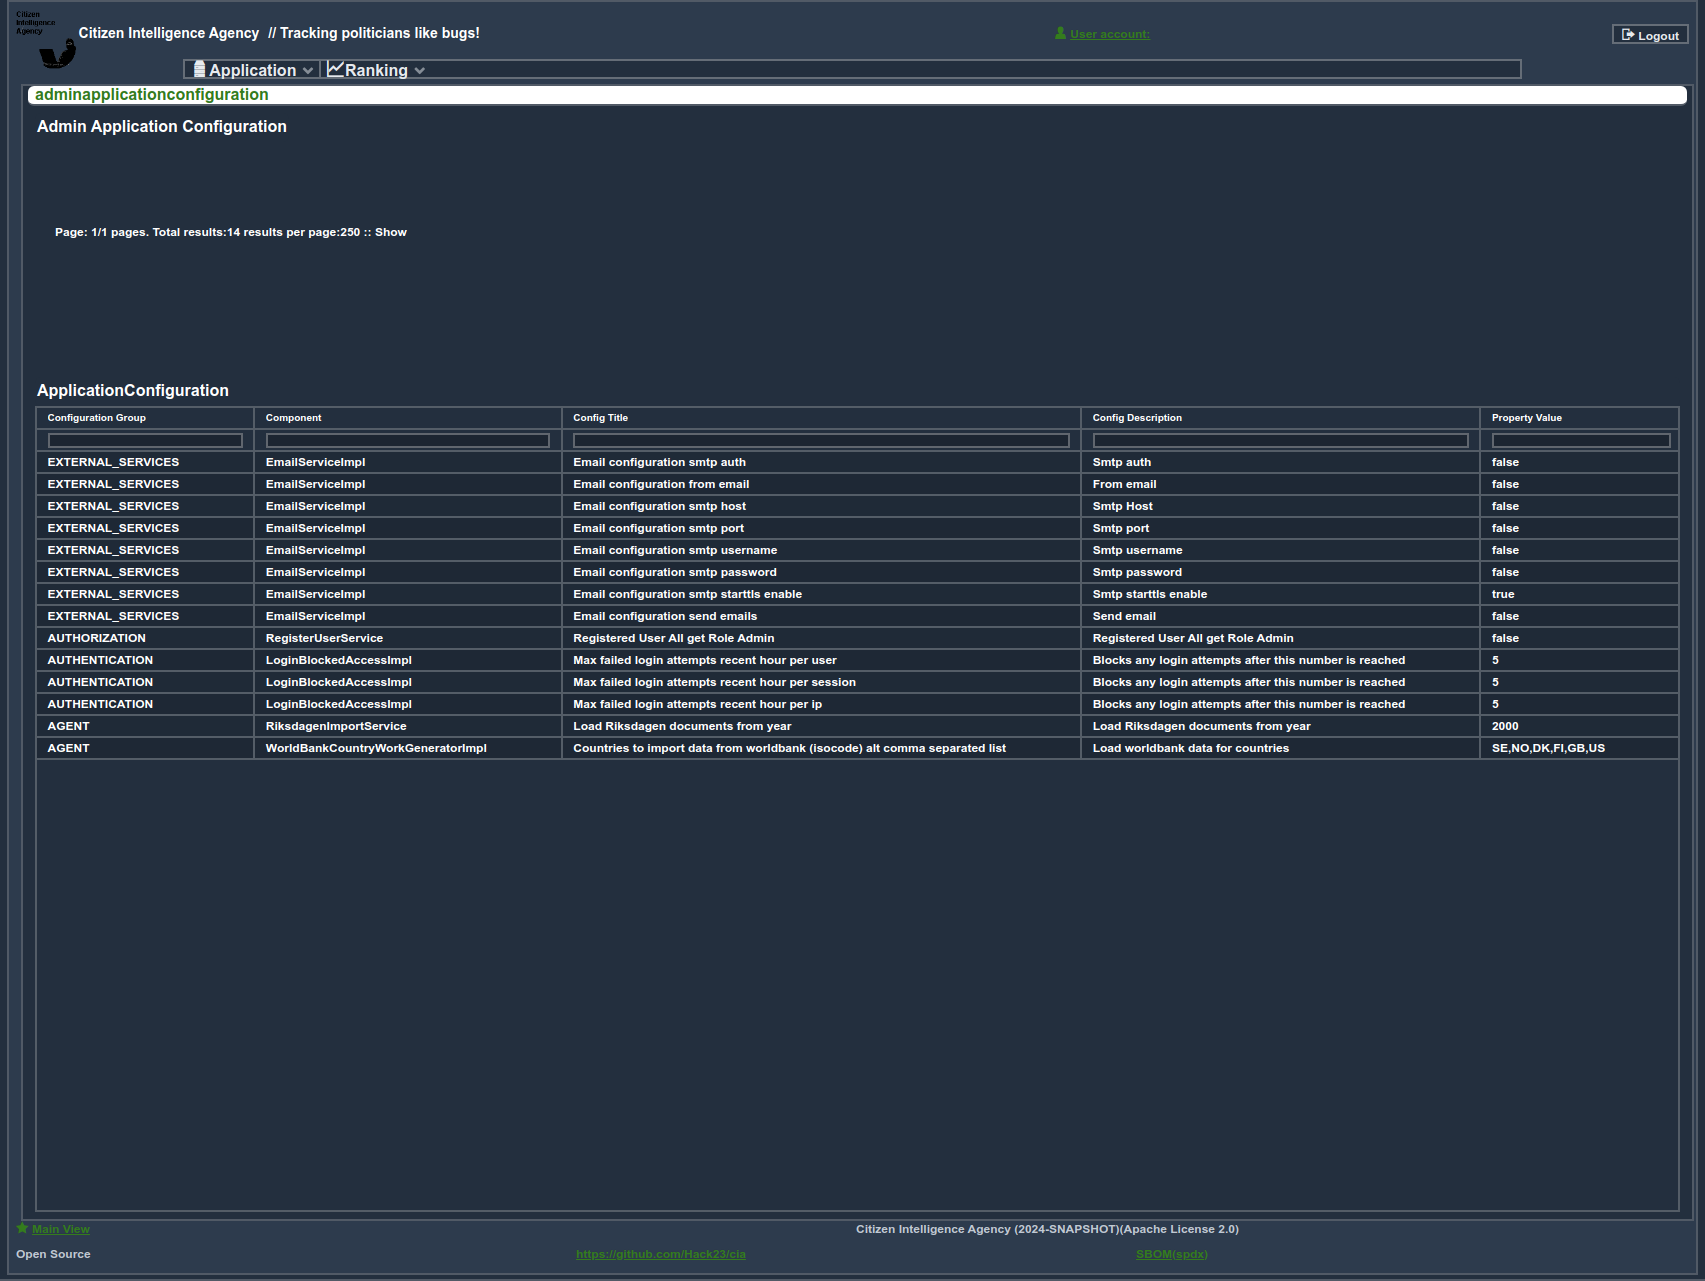 Citizen
Intelligence
Agency
Citizen Intelligence Agency // Tracking politicians like bugs!
User account:
Logout
Application
Ranking
adminapplicationconfiguration
Admin Application Configuration
Page: 1/1 pages. Total results:14 results per page:250 :: Show
ApplicationConfiguration
Configuration Group Component Config Title Config Description Property Value
EXTERNAL_SERVICES EmailServiceImpl Email configuration smtp auth Smtp auth false
EXTERNAL_SERVICES EmailServiceImpl Email configuration from email From email false
EXTERNAL_SERVICES EmailServiceImpl Email configuration smtp host Smtp Host false
EXTERNAL_SERVICES EmailServiceImpl Email configuration smtp port Smtp port false
EXTERNAL_SERVICES EmailServiceImpl Email configuration smtp username Smtp username false
EXTERNAL_SERVICES EmailServiceImpl Email configuration smtp password Smtp password false
EXTERNAL_SERVICES EmailServiceImpl Email configuration smtp starttls enable Smtp starttls enable true
EXTERNAL_SERVICES EmailServiceImpl Email configuration send emails Send email false
AUTHORIZATION RegisterUserService Registered User All get Role Admin Registered User All get Role Admin false
AUTHENTICATION LoginBlockedAccessImpl Max failed login attempts recent hour per user Blocks any login attempts after this number is reached 5
AUTHENTICATION LoginBlockedAccessImpl Max failed login attempts recent hour per session Blocks any login attempts after this number is reached 5
AUTHENTICATION LoginBlockedAccessImpl Max failed login attempts recent hour per ip Blocks any login attempts after this number is reached 5
AGENT RiksdagenImportService Load Riksdagen documents from year Load Riksdagen documents from year 2000
AGENT WorldBankCountryWorkGeneratorImpl Countries to import data from worldbank (isocode) alt comma separated list Load worldbank data for countries SE,NO,DK,FI,GB,US
Main View
Citizen Intelligence Agency (2024-SNAPSHOT)(Apache License 2.0)
Open Source
https://github.com/Hack23/cia
SBOM(spdx)